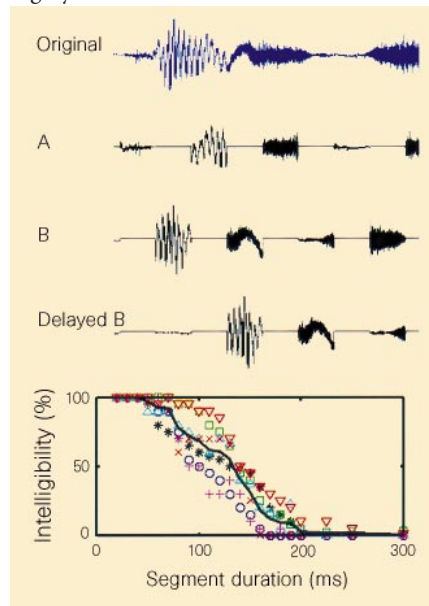 Original
A
B
Delayed B
100
50
0
Intelligibility (%)
0
100
200
300
Segment duration (ms)